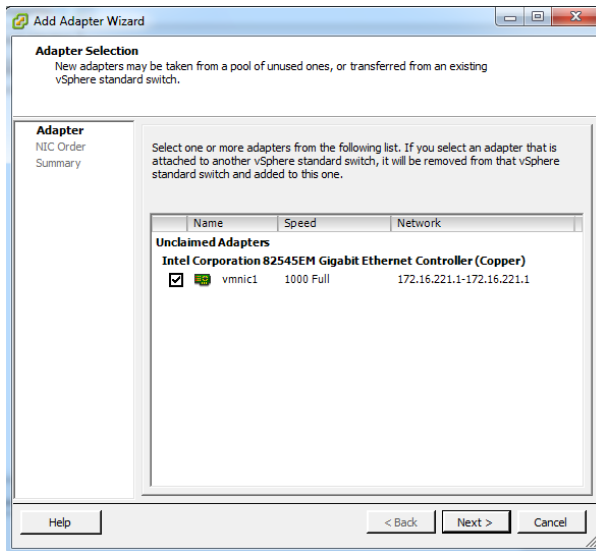 Add Adapter Wizard
Adapter Selection
New adapters may be taken from a pool of unused ones, or transferred from an existing
vSphere standard switch.
Adapter
NIC Order
Summary
Select one or more adapters from the following list. If you select an adapter that is
attached to another vSphere standard switch, it will be removed from that vSphere
standard switch and added to this one.
Name Speed Network
Unclaimed Adapters
Intel Corporation 82545EM Gigabit Ethernet Controller (Copper)
vmnic1 1000 Full 172.16.221.1-172.16.221.1
Help < Back Next > Cancel